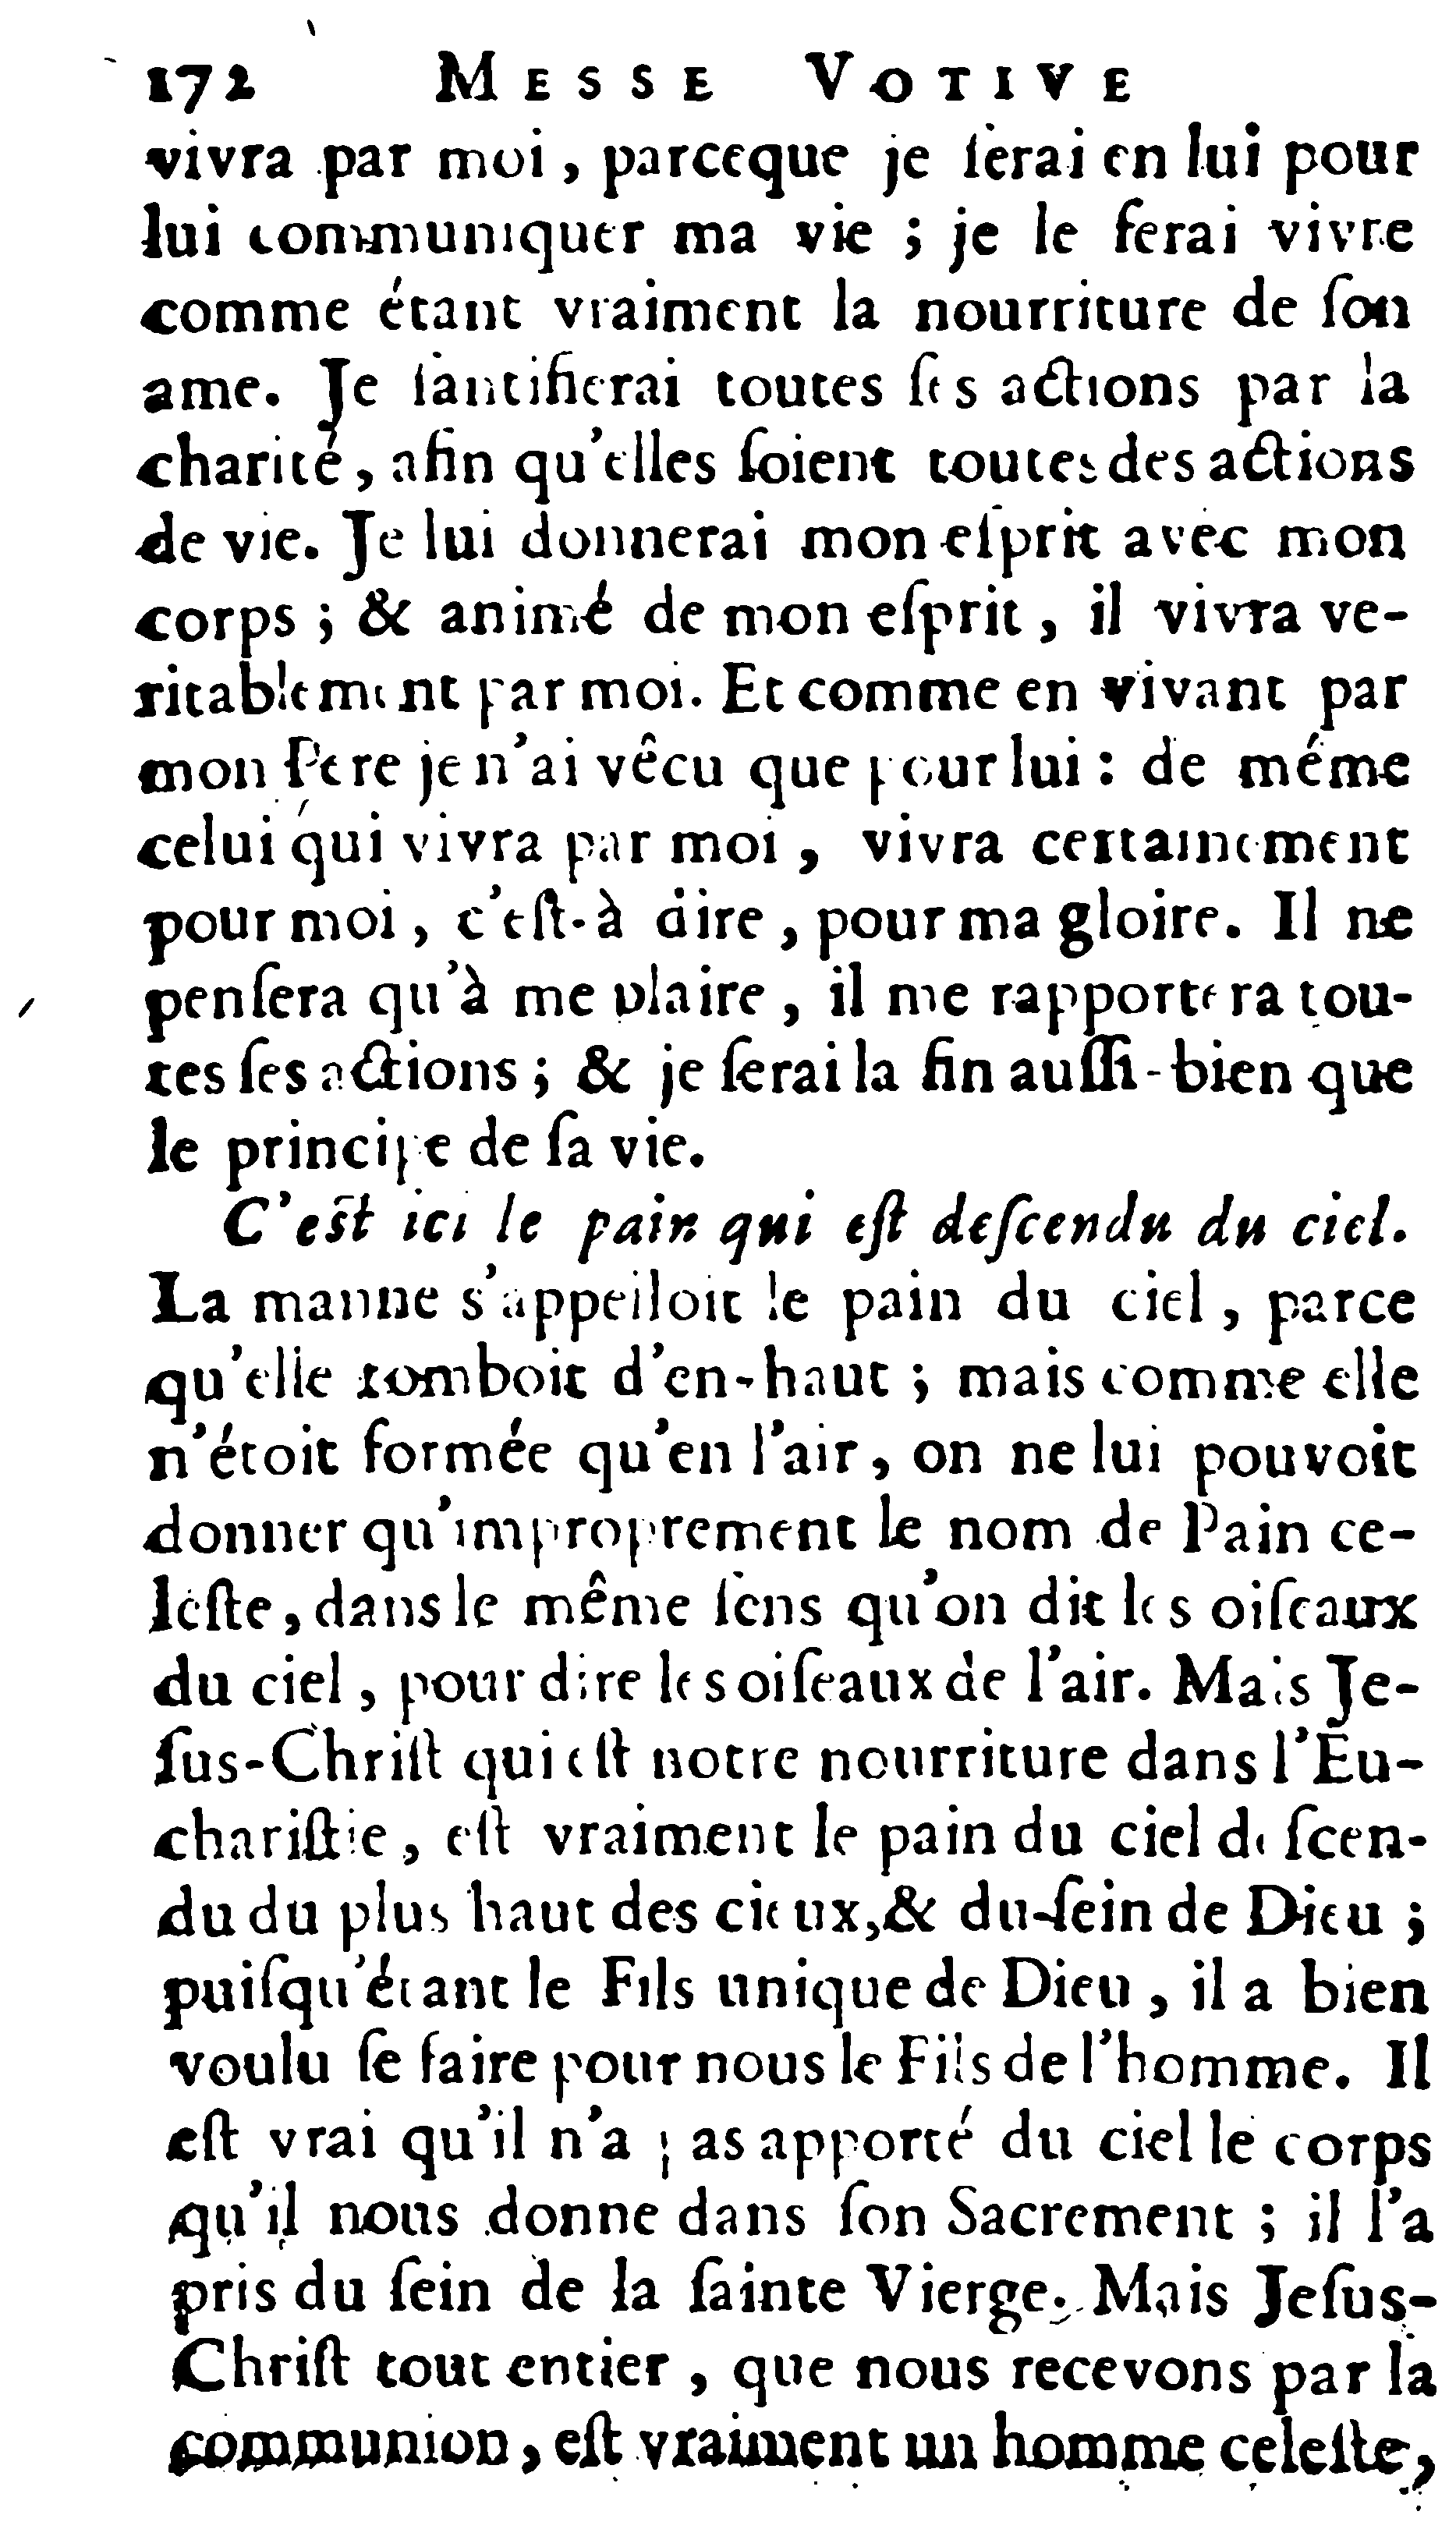 172 MESSE VOTIVE
vivra par moi, parceque je ſerai en lui pour
lui communiquer ma vie ; je le ferai vivre
comme étant vraiment la nourriture de ſon
ame. Je ſantifierai toutes ſes actions par la
charité, afin qu'elles ſoient toutes des actions
de vie. Je lui donnerai mon eſprit avec mon
corps ; & animé de mon eſprit, il vivra ve-
ritablement par moi. Et comme en vivant par
mon Pere je n'ai vêcu que pour lui : de méme
celui qui vivra par moi, vivra certainement
pour moi, c'eſt-à dire, pour ma gloire. Il ne
penſera qu'à me plaire, il me rapportera tou-
tes ſes actions ; & je ſerai la fin auſſi-bien que
le principe de ſa vie.
C'est ici le pain qui eſt deſcendu du ciel.
La manne s'appelloit le pain du ciel, parce
qu'elle tomboit d'en-haut ; mais comme elle
n'étoit formée qu'en l'air, on ne lui pouvoit
donner qu'improprement le nom de Pain ce-
leſte, dans le même ſens qu'on dit les oiſeaux
du ciel, pour dire les oiſeaux de l'air. Mais Je-
ſus-Chriſt qui eſt notre nourriture dans l'Eu-
chariſtie, eſt vraiment le pain du ciel deſcen-
du du plus haut des cieux, & du ſein de Dieu ;
puiſqu'étant le Fils unique de Dieu, il a bien
voulu ſe faire pour nous le Fils de l'homme. Il
eſt vrai qu'il n'a pas apporté du ciel le corps
qu'il nous donne dans ſon Sacrement ; il l'a
pris du ſein de la ſainte Vierge. Mais Jeſus-
Chriſt tout entier, que nous recevons par la
communion, eſt vraiment un homme celeſte,